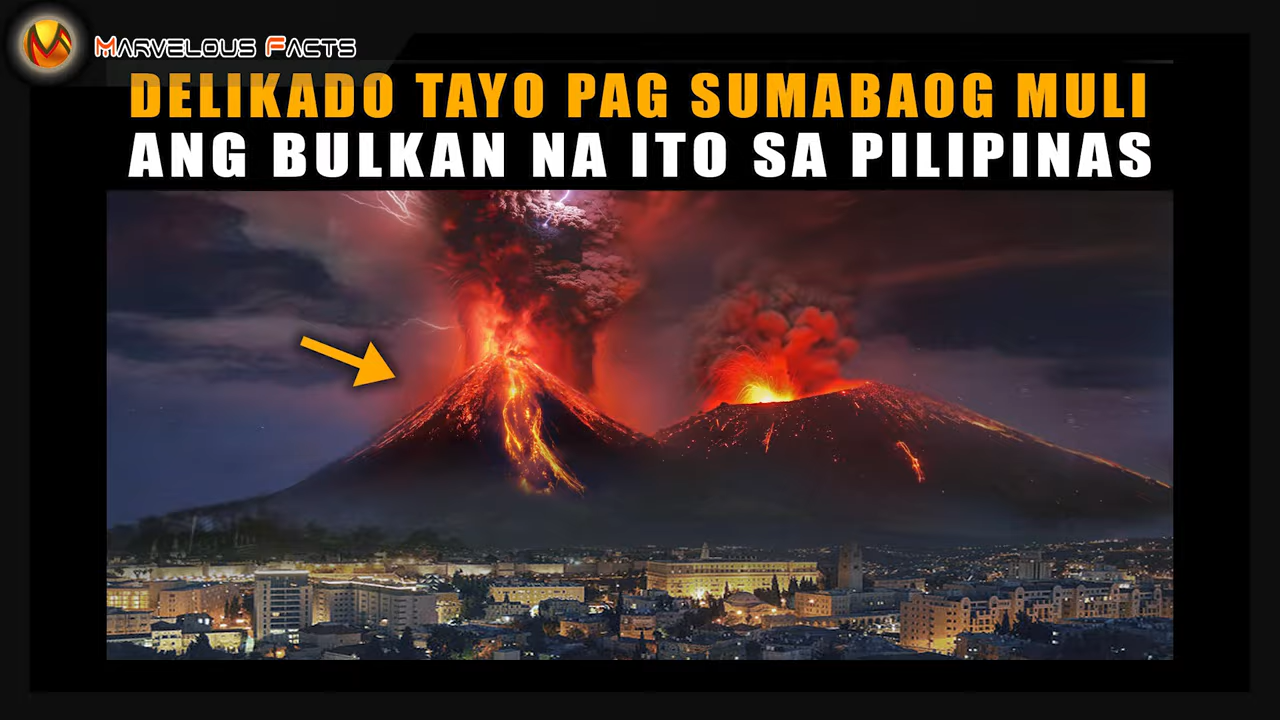 MARVELOUS FACTS
DELIKADO TAYO PAG SUMABAOG MULI
ANG BULKAN NA ITO SA PILIPINAS